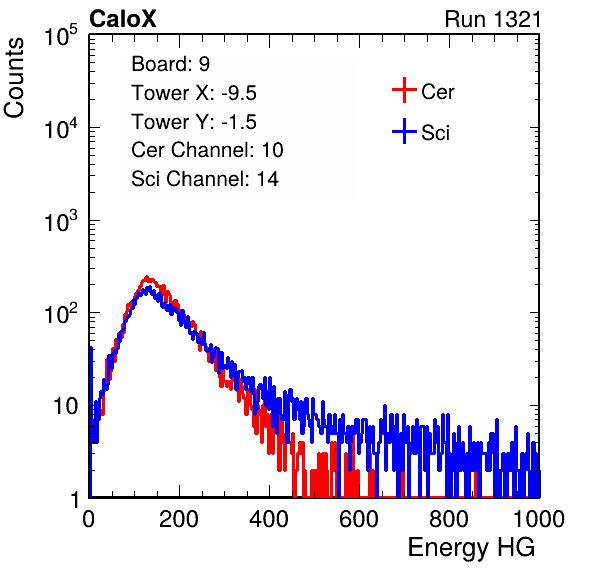 CaloX Run 1321
Counts
10^5
10^4
10^3
10^2
10
1
Board: 9
Tower X: -9.5
Tower Y: -1.5
Cer Channel: 10
Sci Channel: 14
Cer
Sci
0 200 400 600 800 1000
Energy HG